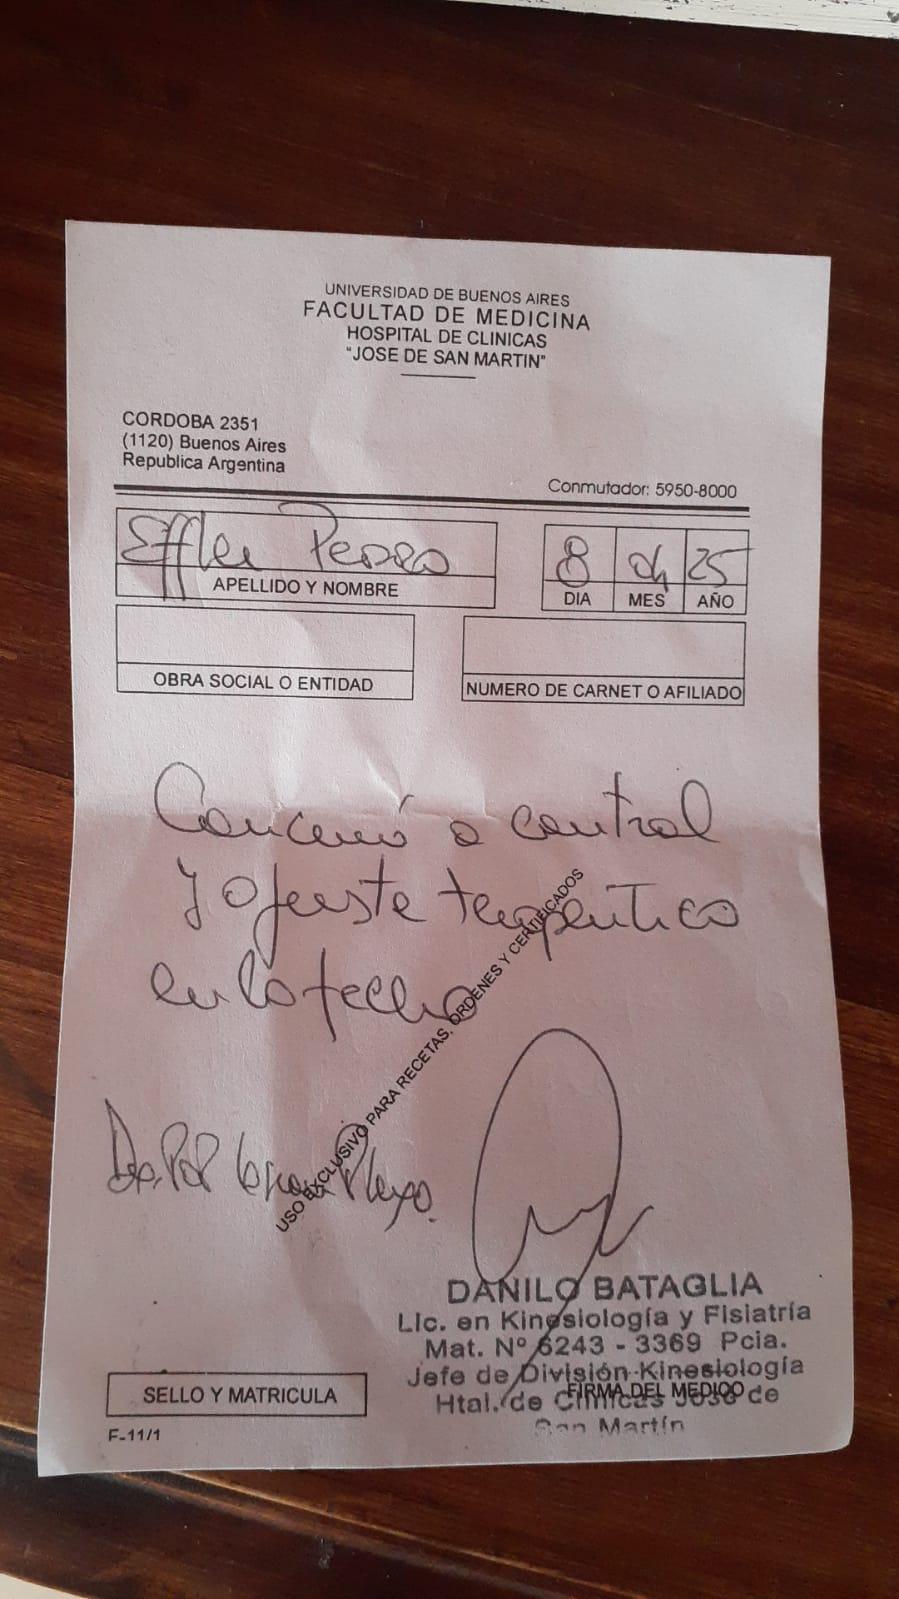 UNIVERSIDAD DE BUENOS AIRES
FACULTAD DE MEDICINA
HOSPITAL DE CLINICAS
"JOSE DE SAN MARTIN"
CORDOBA 2351
(1120) Buenos Aires
Republica Argentina
Conmutador: 5950-8000
Effler Pedro
APELLIDO Y NOMBRE
8 04 25
DIA MES AÑO
OBRA SOCIAL O ENTIDAD
NUMERO DE CARNET O AFILIADO
Concurrió a control
y ajuste terapéutico
en la fecha
USO EXCLUSIVO PARA RECETAS, ORDENES Y CERTIFICADOS
DANILO BATAGLIA
Lic. en Kinesiología y Fisiatría
Mat. Nº 6243 - 3369 Pcia.
Jefe de División Kinesiología
Htal. de Clínicas José de
San Martín
FIRMA DEL MEDICO
SELLO Y MATRICULA
F-11/1